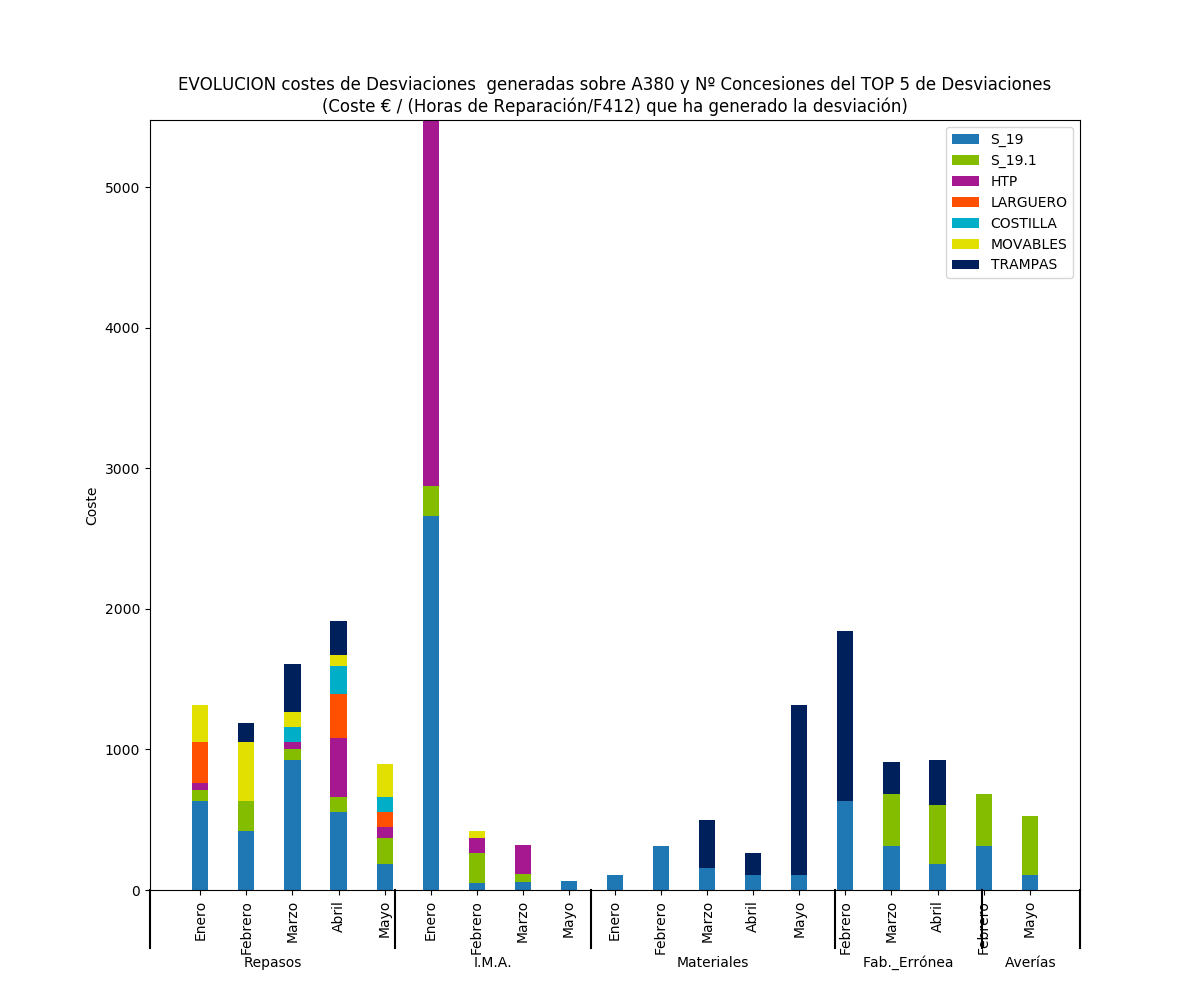 EVOLUCION costes de Desviaciones  generadas sobre A380 y Nº Concesiones del TOP 5 de Desviaciones
(Coste € / (Horas de Reparación/F412) que ha generado la desviación)
S_19
S_19.1
HTP
LARGUERO
COSTILLA
MOVABLES
TRAMPAS
5000
4000
3000
2000
1000
0
Coste
Enero
Febrero
Marzo
Abril
Mayo
Enero
Febrero
Marzo
Mayo
Enero
Febrero
Marzo
Abril
Mayo
Febrero
Marzo
Abril
Febrero
Mayo
Repasos
I.M.A.
Materiales
Fab._Errónea
Averías